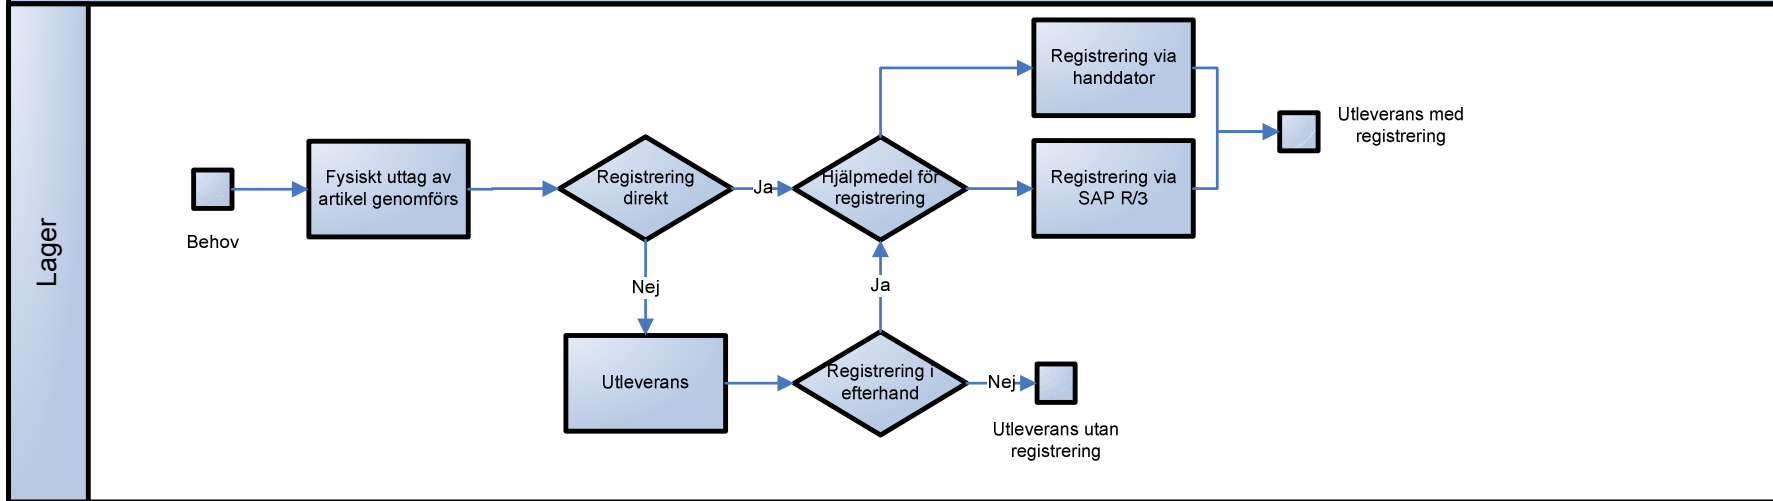 Lager
Behov
Fysiskt uttag av
artikel genomförs
Registrering
direkt
Ja
Nej
Hjälpmedel för
registrering
Registrering via
handdator
Registrering via
SAP R/3
Utleverans med
registrering
Utleverans
Registrering i
efterhand
Ja
Nej
Utleverans utan
registrering